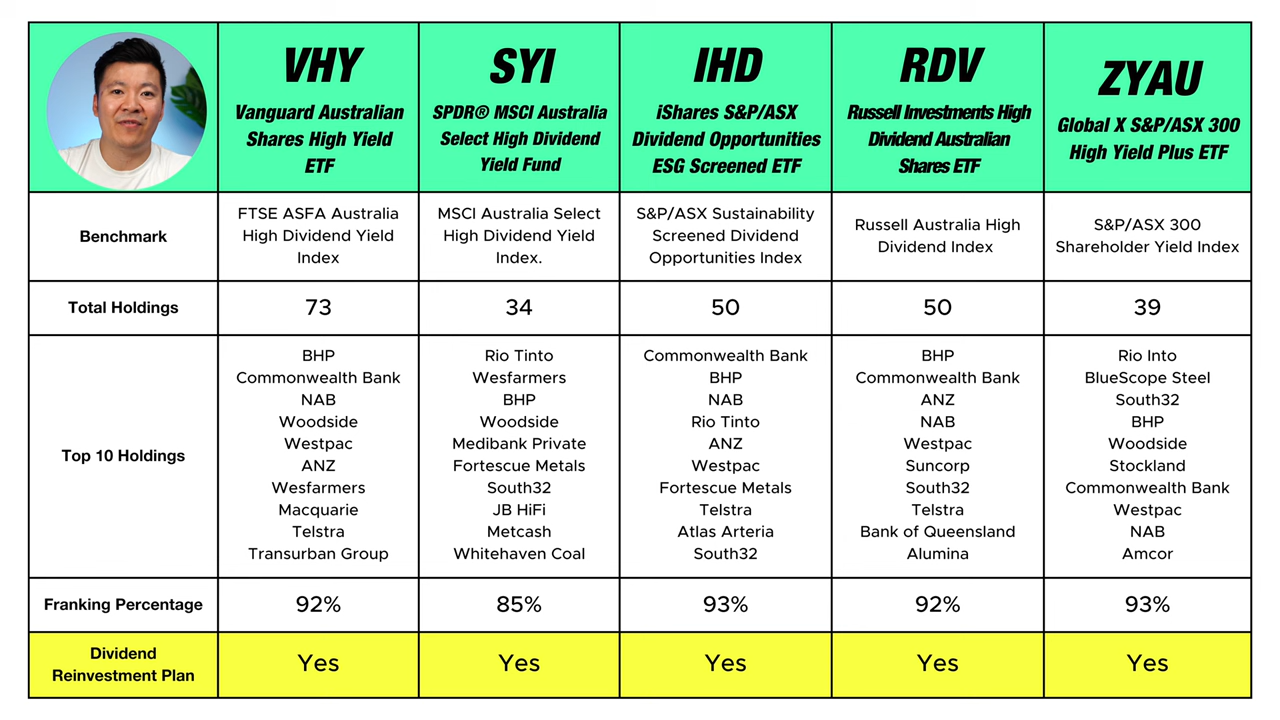 VHY
Vanguard Australian
Shares High Yield
ETF
SYI
SPDR® MSCI Australia
Select High Dividend
Yield Fund
IHD
iShares S&P/ASX
Dividend Opportunities
ESG Screened ETF
RDV
Russell Investments High
Dividend Australian
Shares ETF
ZYAU
Global X S&P/ASX 300
High Yield Plus ETF
Benchmark
FTSE ASFA Australia
High Dividend Yield
Index
MSCI Australia Select
High Dividend Yield
Index.
S&P/ASX Sustainability
Screened Dividend
Opportunities Index
Russell Australia High
Dividend Index
S&P/ASX 300
Shareholder Yield Index
Total Holdings
73
34
50
50
39
Top 10 Holdings
BHP
Commonwealth Bank
NAB
Woodside
Westpac
ANZ
Wesfarmers
Macquarie
Telstra
Transurban Group
Rio Tinto
Wesfarmers
BHP
Woodside
Medibank Private
Fortescue Metals
South32
JB HiFi
Metcash
Whitehaven Coal
Commonwealth Bank
BHP
NAB
Rio Tinto
ANZ
Westpac
Fortescue Metals
Telstra
Atlas Arteria
South32
BHP
Commonwealth Bank
ANZ
NAB
Westpac
Suncorp
South32
Telstra
Bank of Queensland
Alumina
Rio Into
BlueScope Steel
South32
BHP
Woodside
Stockland
Commonwealth Bank
Westpac
NAB
Amcor
Franking Percentage
92%
85%
93%
92%
93%
Dividend
Reinvestment Plan
Yes
Yes
Yes
Yes
Yes